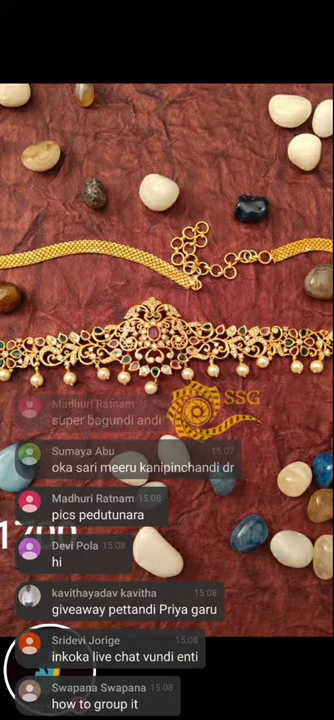 SSG
Madhuri Ratnam 15:0
super bagundi andi
Sumaya Abu 15:07
oka sari meeru kanipinchandi dr
Madhuri Ratnam 15:08
pics pedutunara
Devi Pola 15:08
hi
kavithayadav kavitha 15:08
giveaway pettandi Priya garu
Sridevi Jorige 15:08
inkoka live chat vundi enti
Swapana Swapana 15:08
how to group it